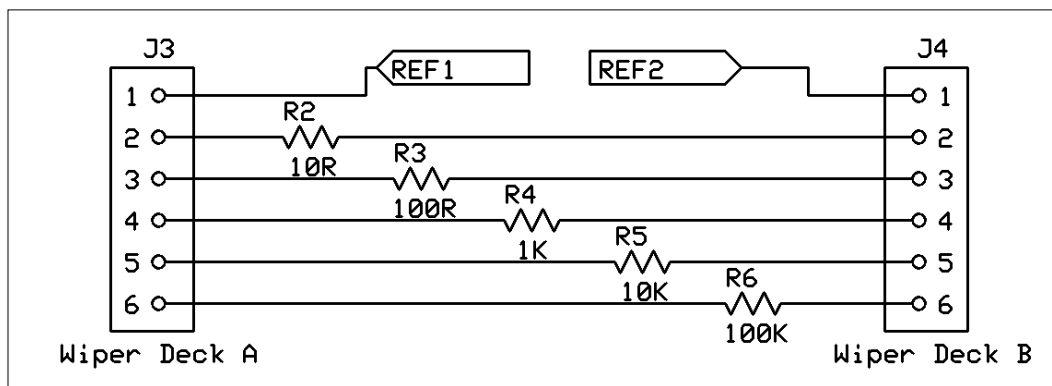 J3
J4
REF1
REF2
1
1
R2
2
2
10R
R3
3
3
100R
R4
4
4
1K
R5
5
5
10K
R6
6
6
100K
Wiper Deck A
Wiper Deck B